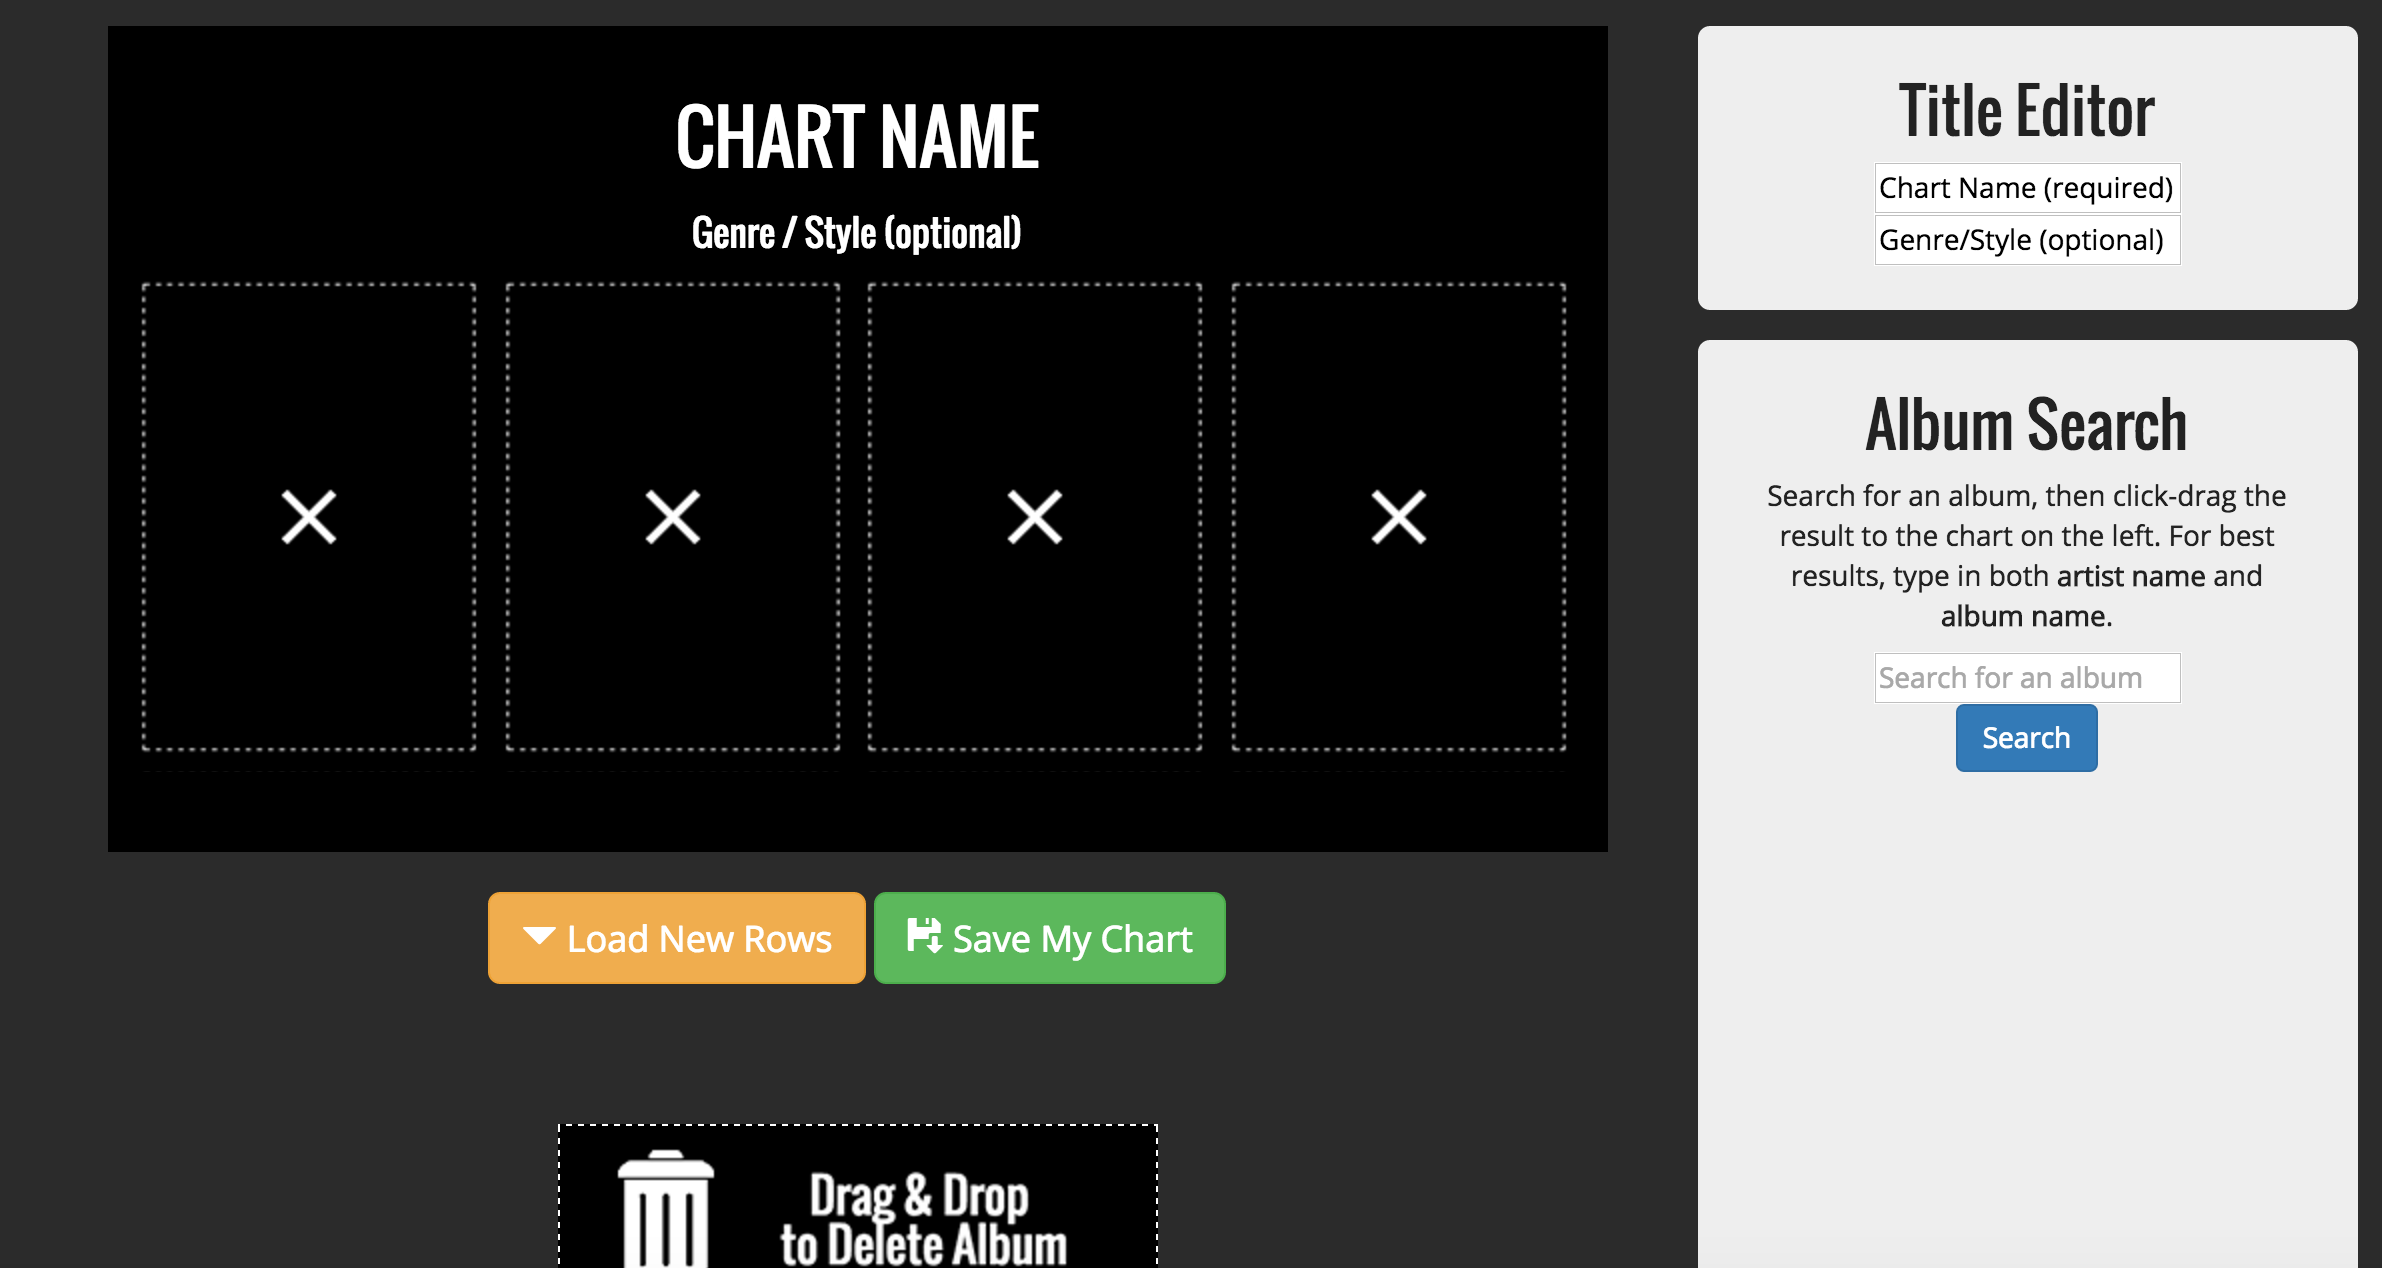 CHART NAME
Genre / Style (optional)
Load New Rows
Save My Chart
Drag & Drop
to Delete Album
Title Editor
Chart Name (required)
Genre/Style (optional)
Album Search
Search for an album, then click-drag the
result to the chart on the left. For best
results, type in both artist name and
album name.
Search for an album
Search